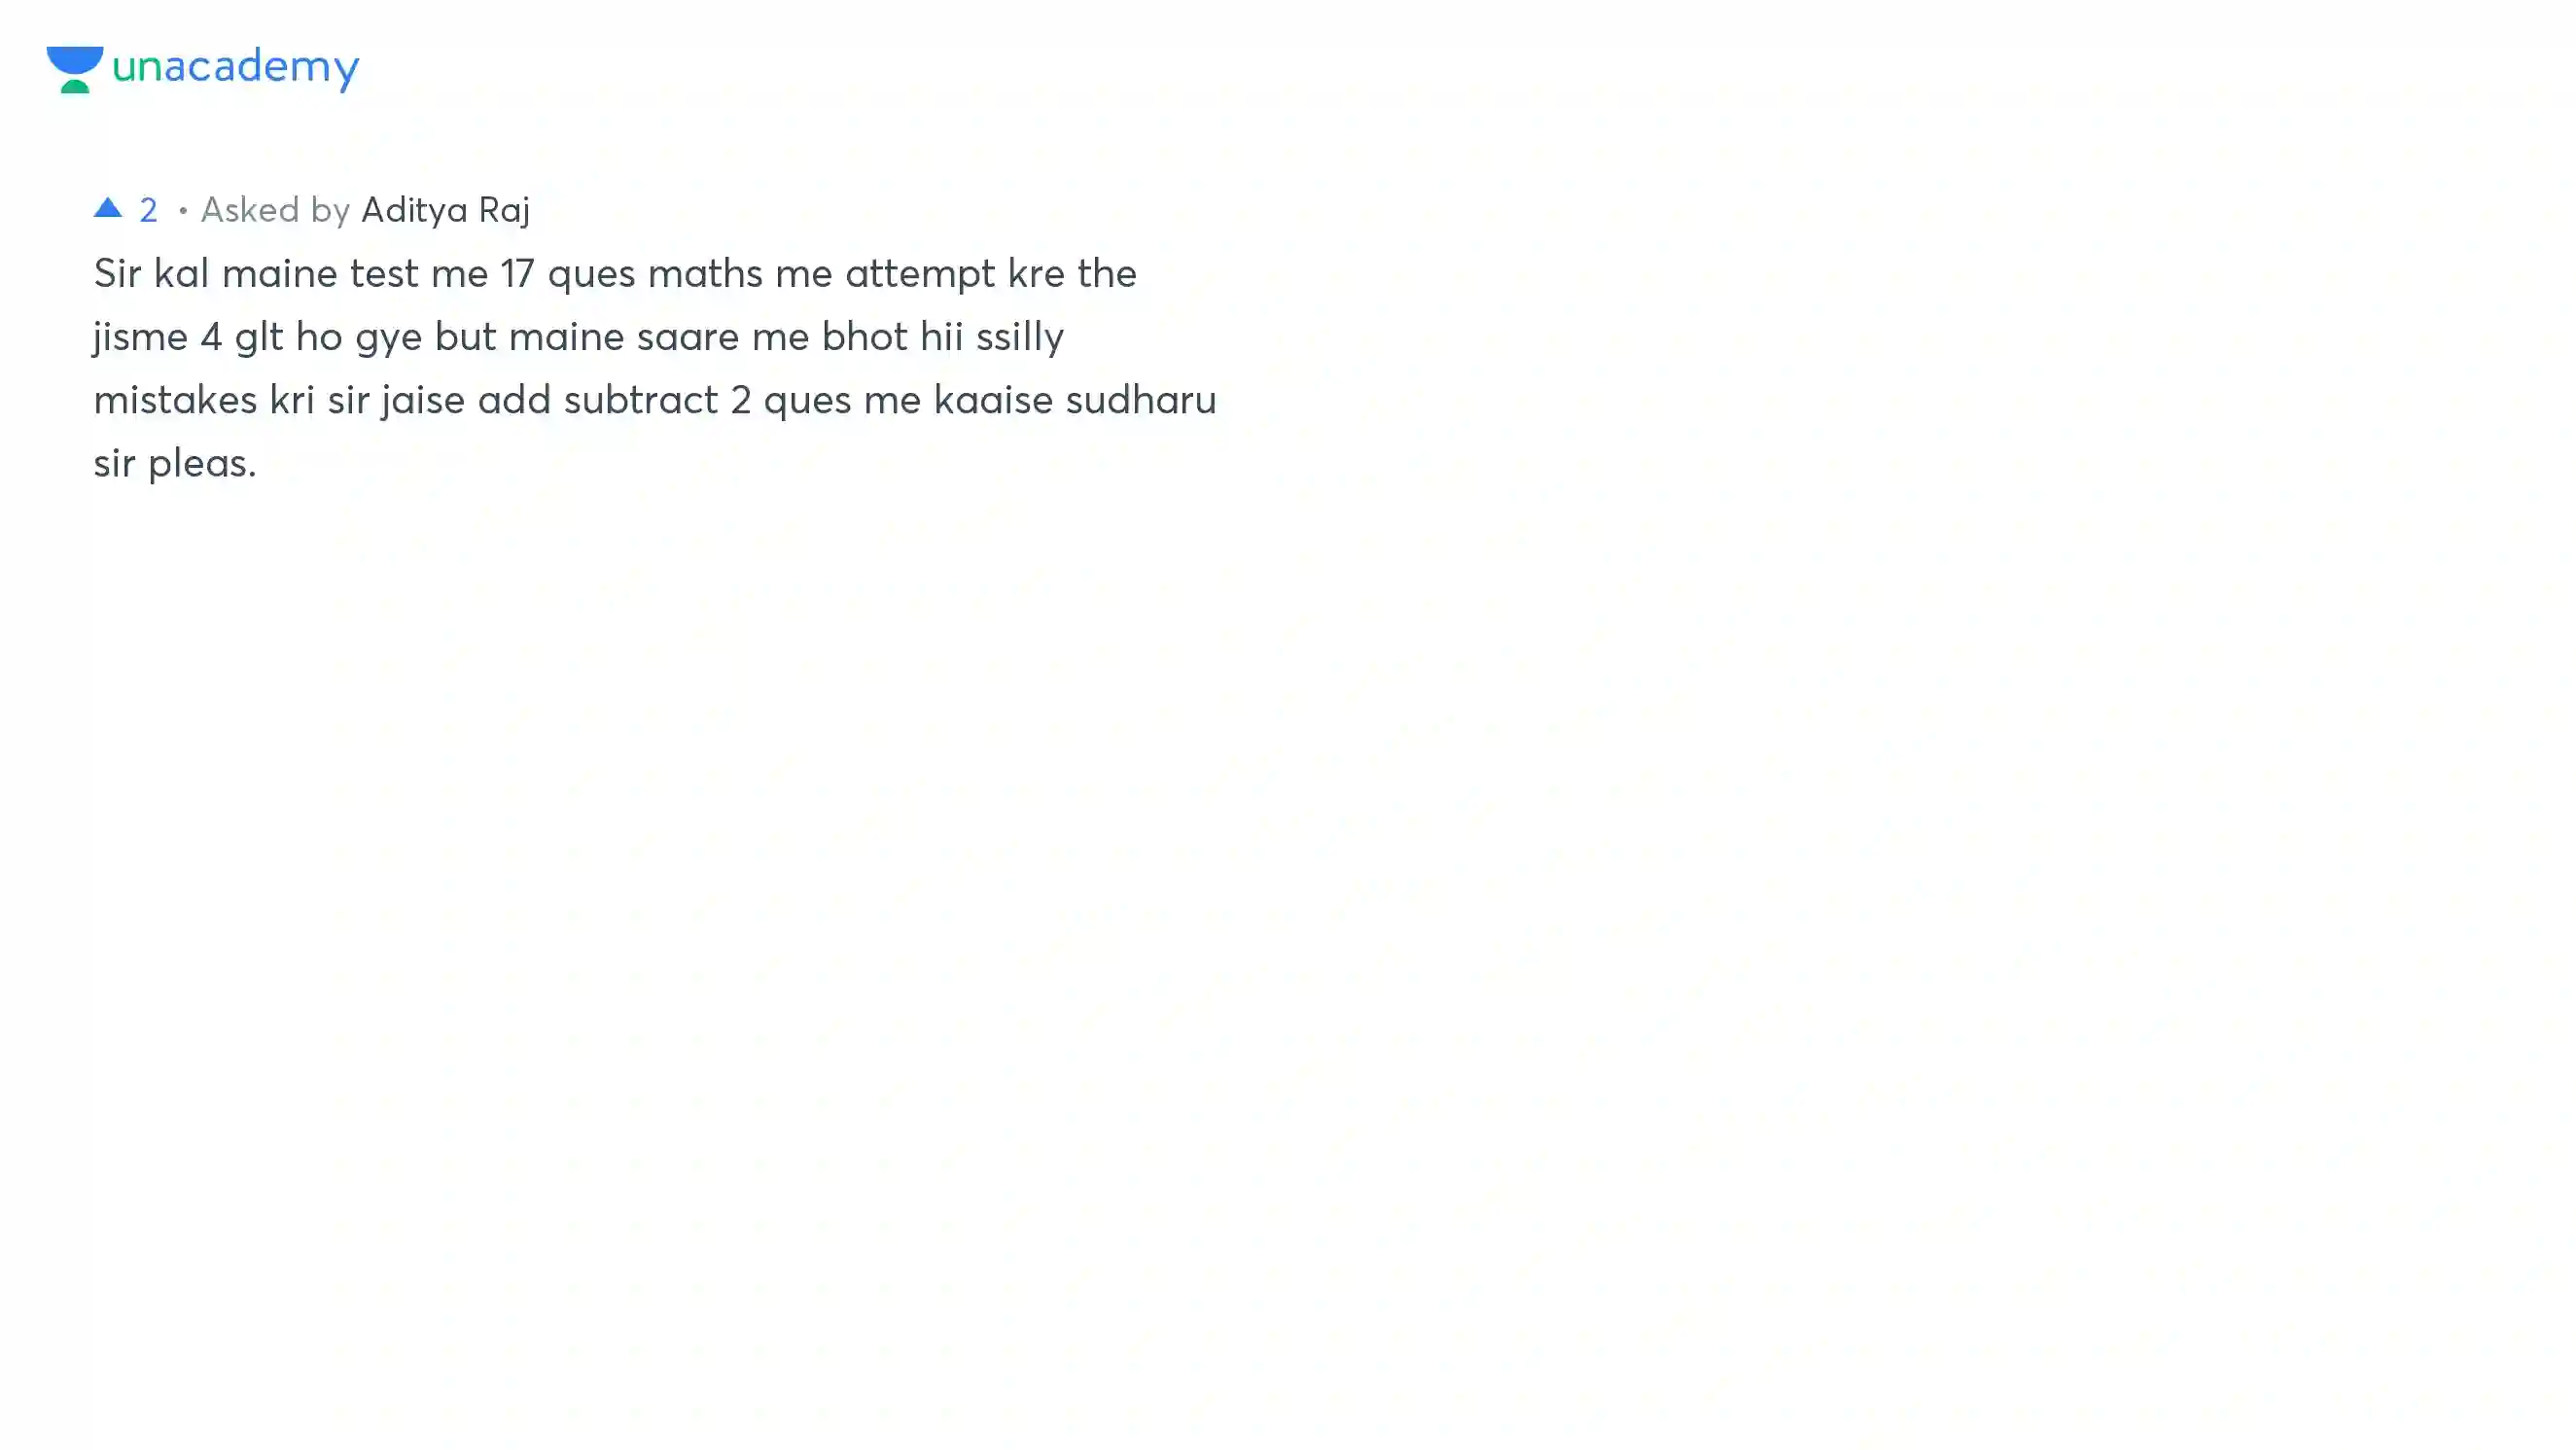 unacademy
▲ 2 • Asked by Aditya Raj
Sir kal maine test me 17 ques maths me attempt kre the
jisme 4 glt ho gye but maine saare me bhot hii ssilly
mistakes kri sir jaise add subtract 2 ques me kaaise sudharu
sir pleas.